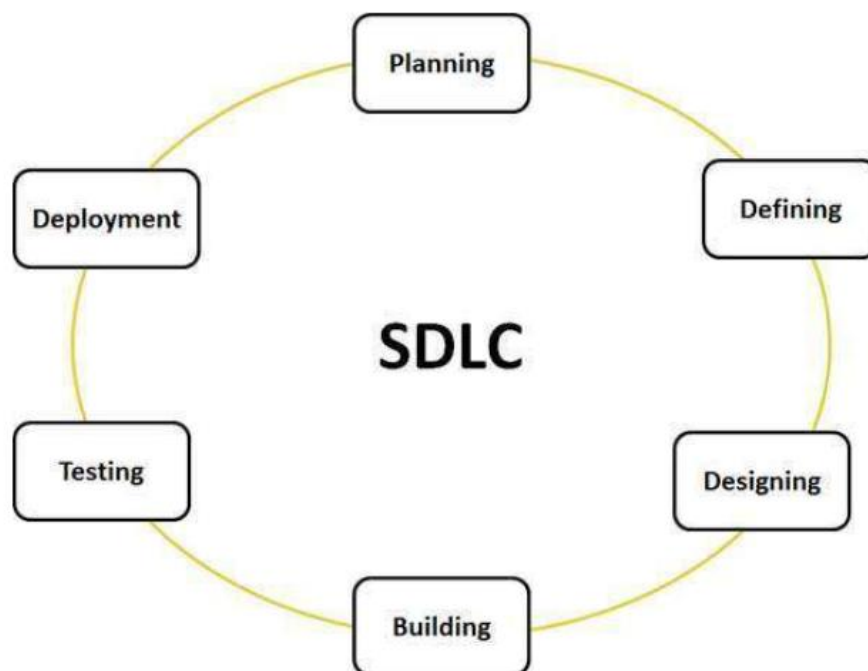 Planning
Defining
Designing
Building
Testing
Deployment
SDLC